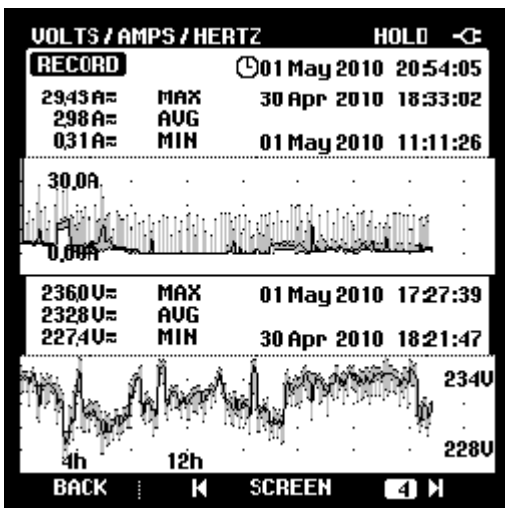 VOLTS / AMPS / HERTZ HOLD
RECORD 01 May 2010 20:54:05
29,43 A≂ MAX 30 Apr 2010 18:33:02
2,98 A≂ AVG
0,31 A≂ MIN 01 May 2010 11:11:26
30,0A
0,00A
236,0 V≂ MAX 01 May 2010 17:27:39
232,8 V≂ AVG
227,4 V≂ MIN 30 Apr 2010 18:21:47
234V
228V
4h 12h
BACK SCREEN 4